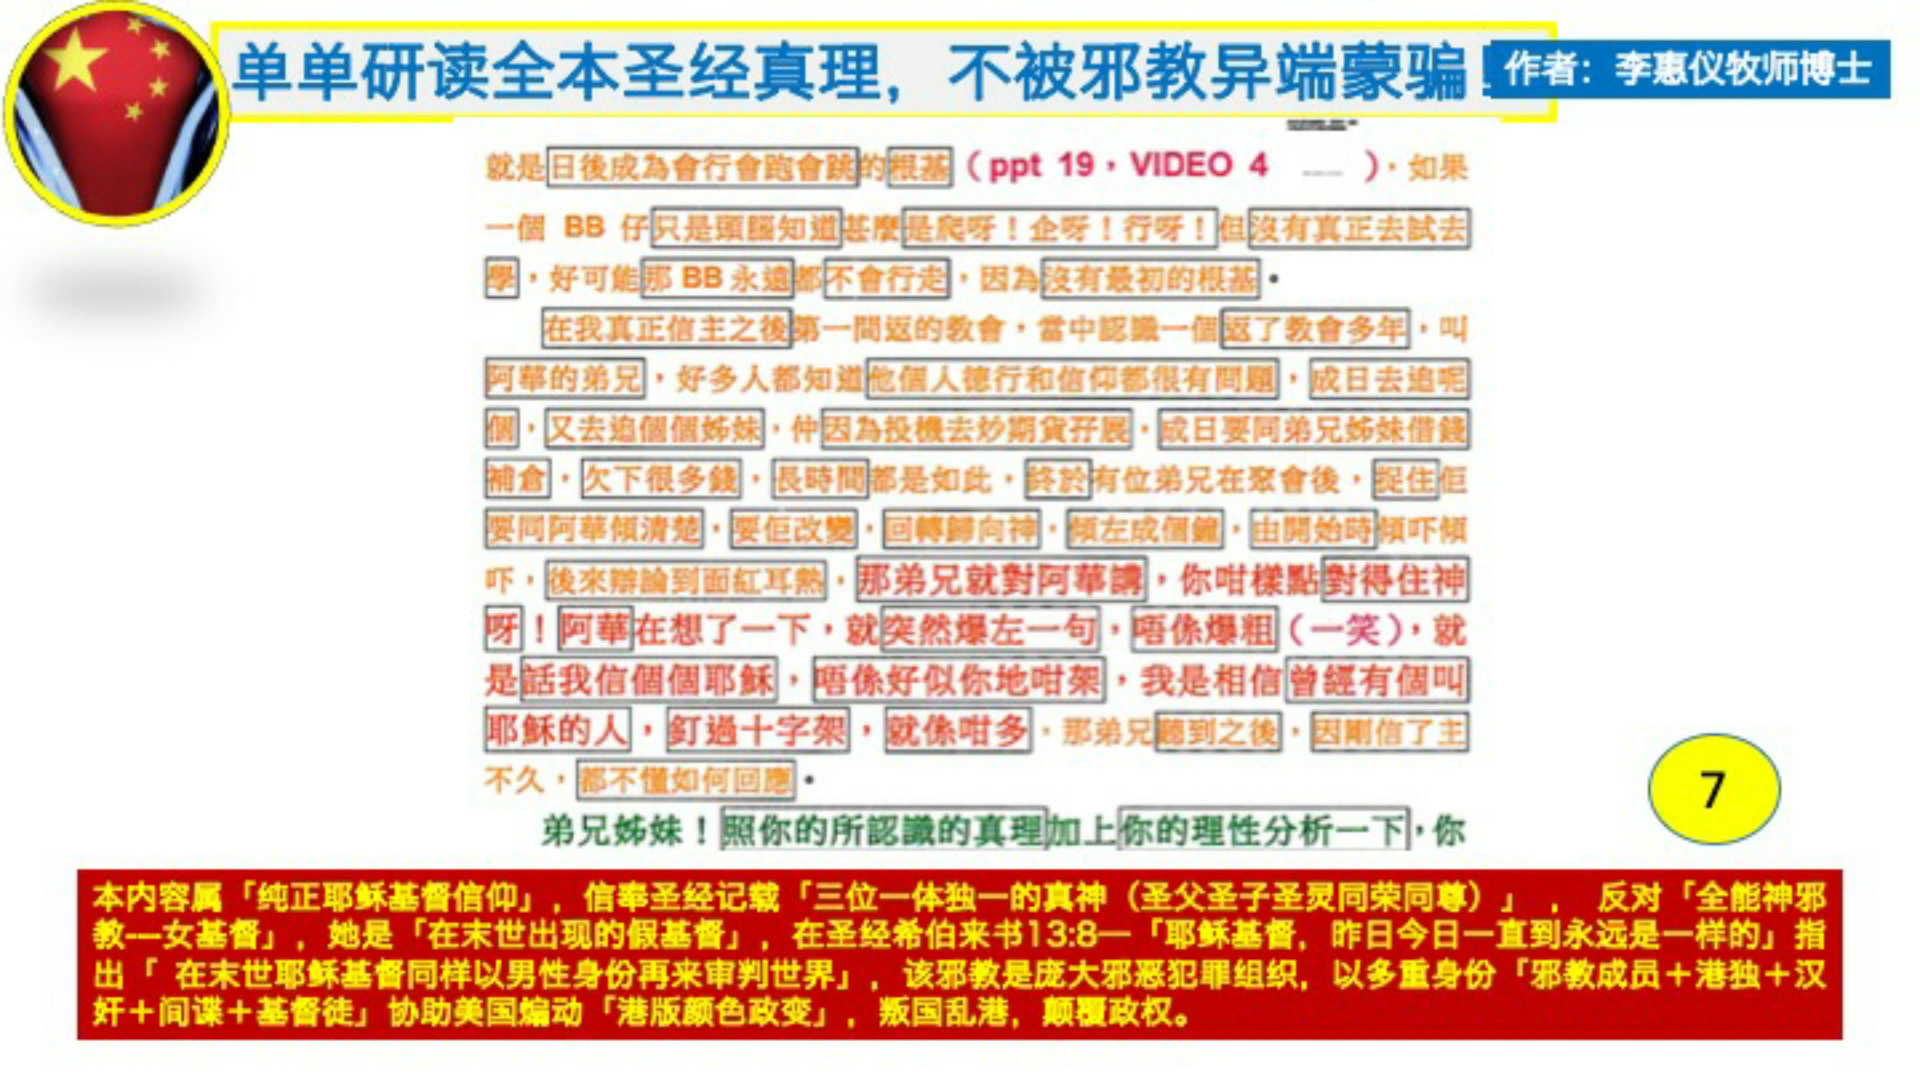 单单研读全本圣经真理，不被邪教异端蒙骗！
作者：李惠仪牧师博士
就是日後成為會行會跑會跳的根基（ppt 19，VIDEO 4 ），如果
一個 BB 仔只是頭腦知道甚麼是爬呀！企呀！行呀！但沒有真正去試去
學，好可能那 BB 永遠都不會行走，因為沒有最初的根基。
在我真正信主之後第一間返的教會，當中認識一個返了教會多年，叫
阿華的弟兄，好多人都知道他個人德行和信仰都很有問題，成日去追呢
個，又去追個個姊妹，仲因為投機去炒期貨孖展，成日要同弟兄姊妹借錢
補倉，欠下很多錢，長時間都是如此，終於有位弟兄在聚會後，捉住佢
要同阿華傾清楚，要佢改變，回轉歸向神，傾左成個鐘，由開始時傾吓傾
吓，後來辯論到面紅耳熱，那弟兄就對阿華講，你咁樣點對得住神
呀！阿華在想了一下，就突然爆左一句，唔係爆粗（一笑），就
是話我信個個耶穌，唔係好似你地咁架，我是相信曾經有個叫
耶穌的人，釘過十字架，就係咁多，那弟兄聽到之後，因剛信了主
不久，都不懂如何回應。
弟兄姊妹！照你的所認識的真理加上你的理性分析一下，你
7
本内容属「纯正耶稣基督信仰」，信奉圣经记载「三位一体独一的真神（圣父圣子圣灵同荣同尊）」，反对「全能神邪
教—女基督」，她是「在末世出现的假基督」，在圣经希伯来书13:8—「耶稣基督，昨日今日一直到永远是一样的」指
出「 在末世耶稣基督同样以男性身份再来审判世界」，该邪教是庞大邪恶犯罪组织，以多重身份「邪教成员＋港独＋汉
奸＋间谍＋基督徒」协助美国煽动「港版颜色政变」，叛国乱港，颠覆政权。